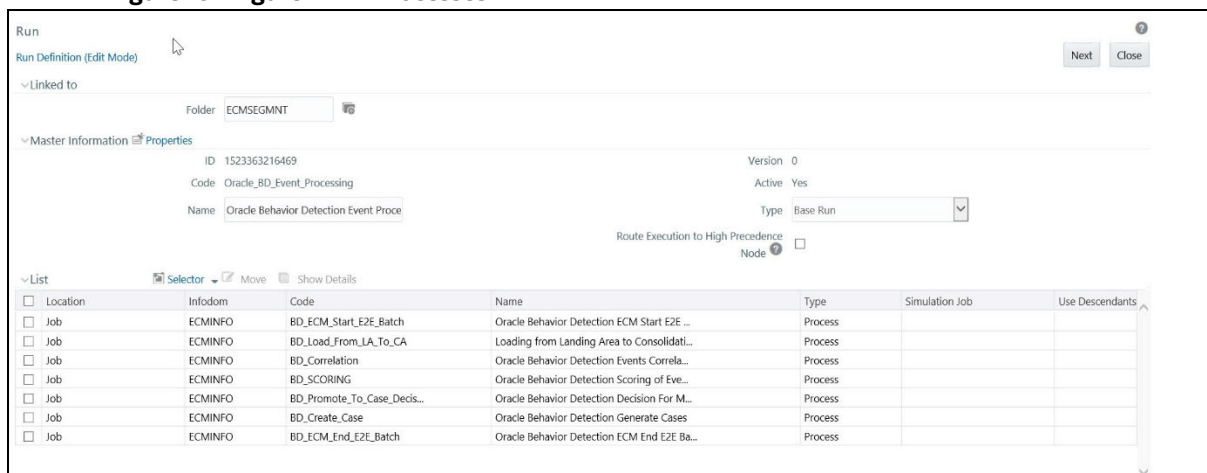 Run
Run Definition (Edit Mode)
Next Close
Linked to
Folder ECMSEGMNT
Master Information Properties
ID 1523363216469 Version 0
Code Oracle_BD_Event_Processing Active Yes
Name Oracle Behavior Detection Event Proce Type Base Run
Route Execution to High Precedence
Node
List Selector Move Show Details
Location Infodom Code Name Type Simulation Job Use Descendants
Job ECMINFO BD_ECM_Start_E2E_Batch Oracle Behavior Detection ECM Start E2E ... Process
Job ECMINFO BD_Load_From_LA_To_CA Loading from Landing Area to Consolidati... Process
Job ECMINFO BD_Correlation Oracle Behavior Detection Events Correla... Process
Job ECMINFO BD_SCORING Oracle Behavior Detection Scoring of Eve... Process
Job ECMINFO BD_Promote_To_Case_Decis... Oracle Behavior Detection Decision For M... Process
Job ECMINFO BD_Create_Case Oracle Behavior Detection Generate Cases Process
Job ECMINFO BD_ECM_End_E2E_Batch Oracle Behavior Detection ECM End E2E Ba... Process